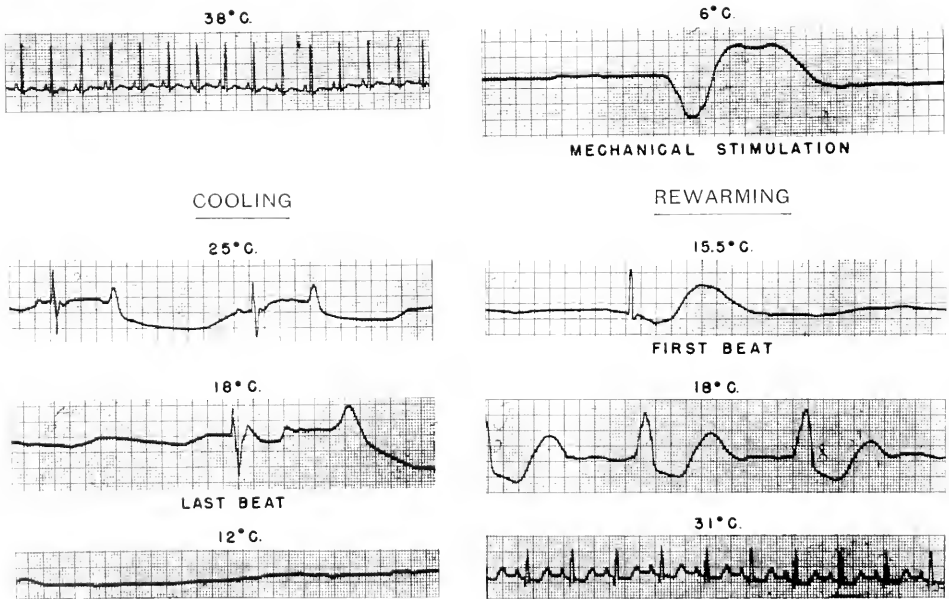 38°C.
6°C.
MECHANICAL STIMULATION
COOLING
REWARMING
25°C.
15.5°C.
FIRST BEAT
18°C.
LAST BEAT
18°C.
12°C.
31°C.